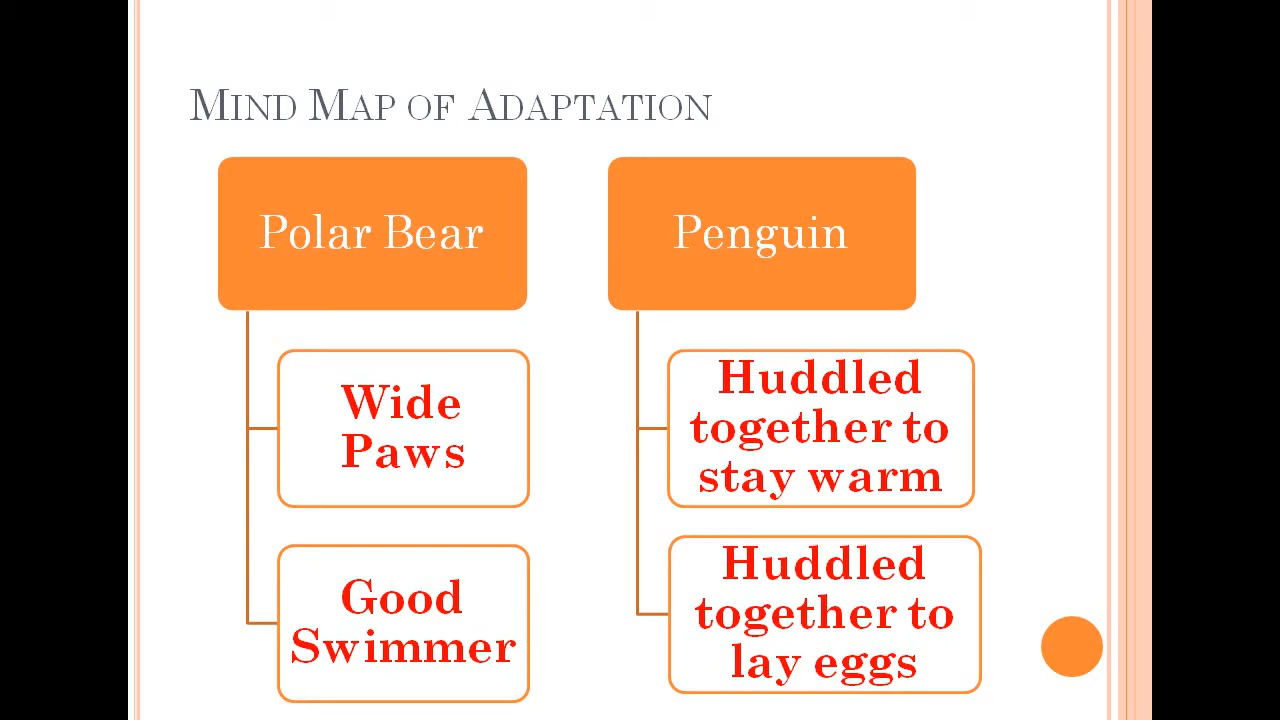 MIND MAP OF ADAPTATION
Polar Bear
Wide
Paws
Good
Swimmer
Penguin
Huddled
together to
stay warm
Huddled
together to
lay eggs